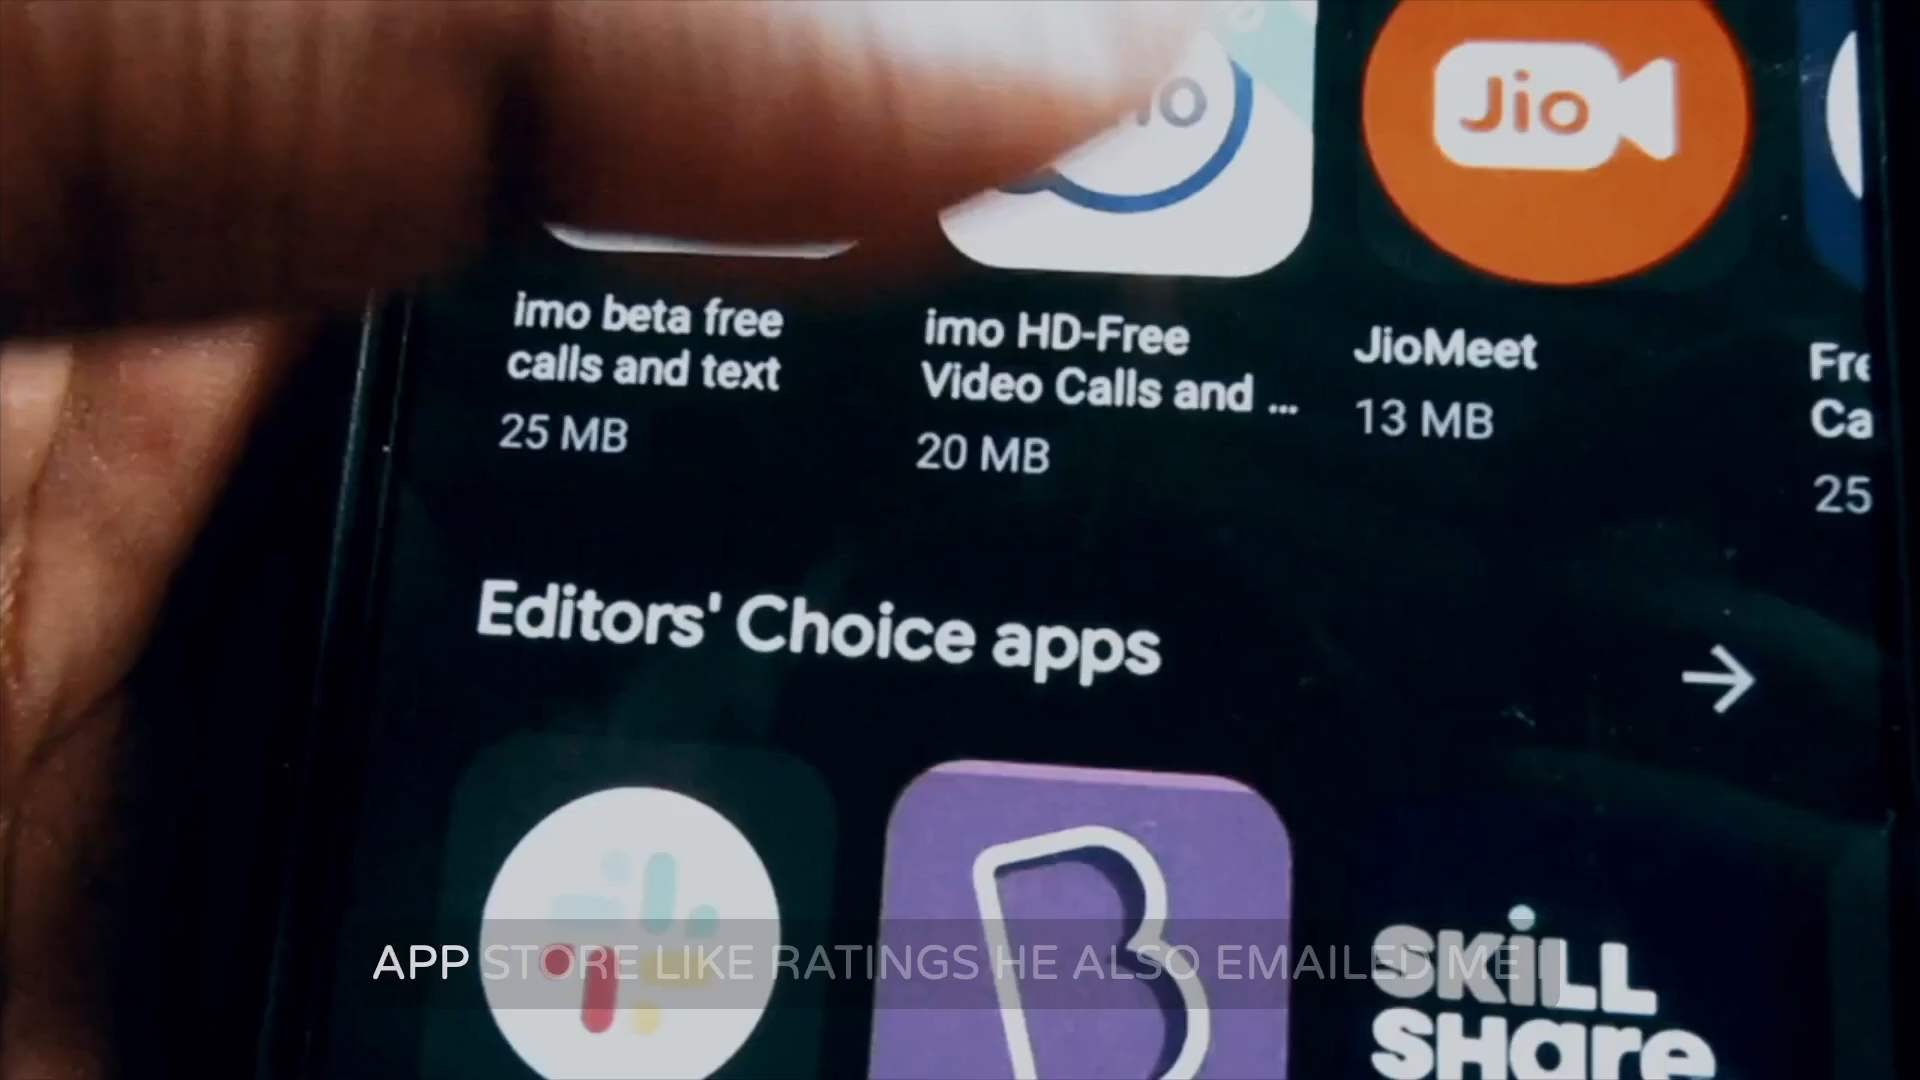 Jio
imo beta free
calls and text
25 MB
imo HD-Free
Video Calls and ...
20 MB
JioMeet
13 MB
Editors' Choice apps
B
SKiLL
SHare
APP STORE LIKE RATINGS HE ALSO EMAILED ME I